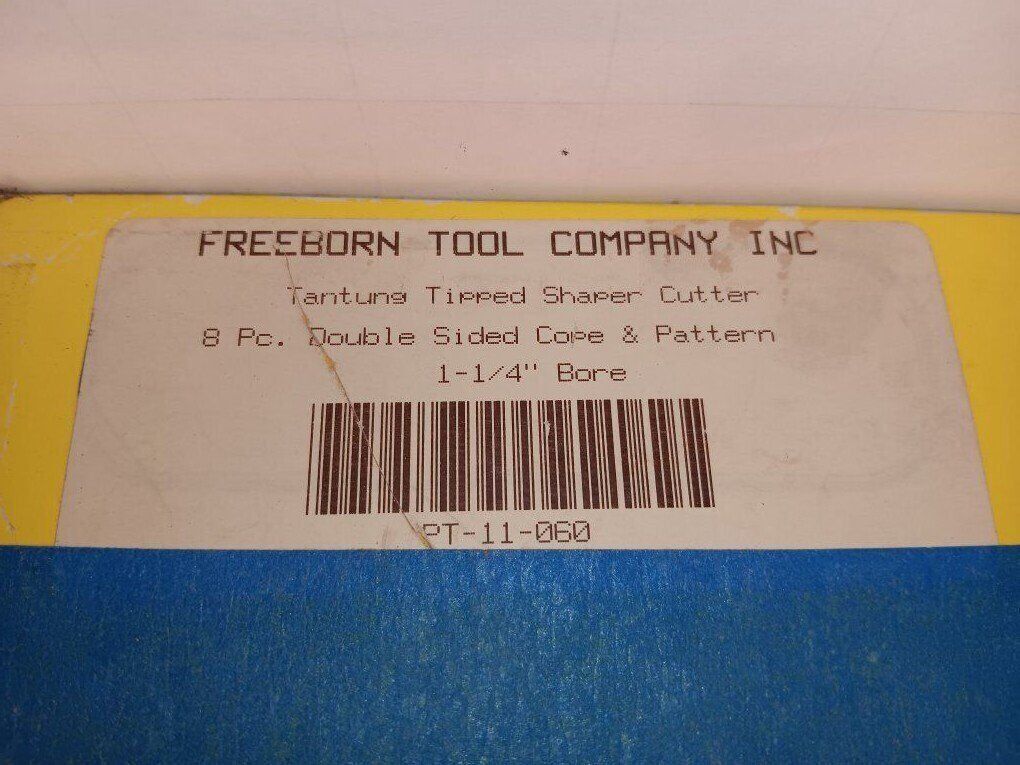 FREEBORN TOOL COMPANY INC
Tantung Tipped Shaper Cutter
8 Pc. Double Sided Cope & Pattern
1-1/4" Bore
PT-11-060